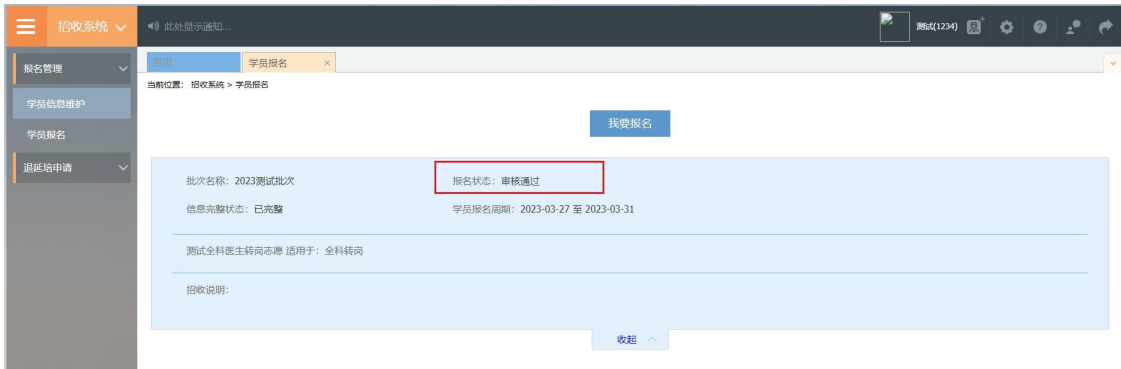 招收系统
此处显示通知...
测试(1234)
报名管理
首页
学员报名
当前位置: 招收系统 > 学员报名
学员信息维护
学员报名
退延培申请
我要报名
批次名称: 2023测试批次
报名状态: 审核通过
信息完整状态: 已完整
学员报名周期: 2023-03-27 至 2023-03-31
测试全科医生转岗志愿 适用于: 全科转岗
招收说明:
收起